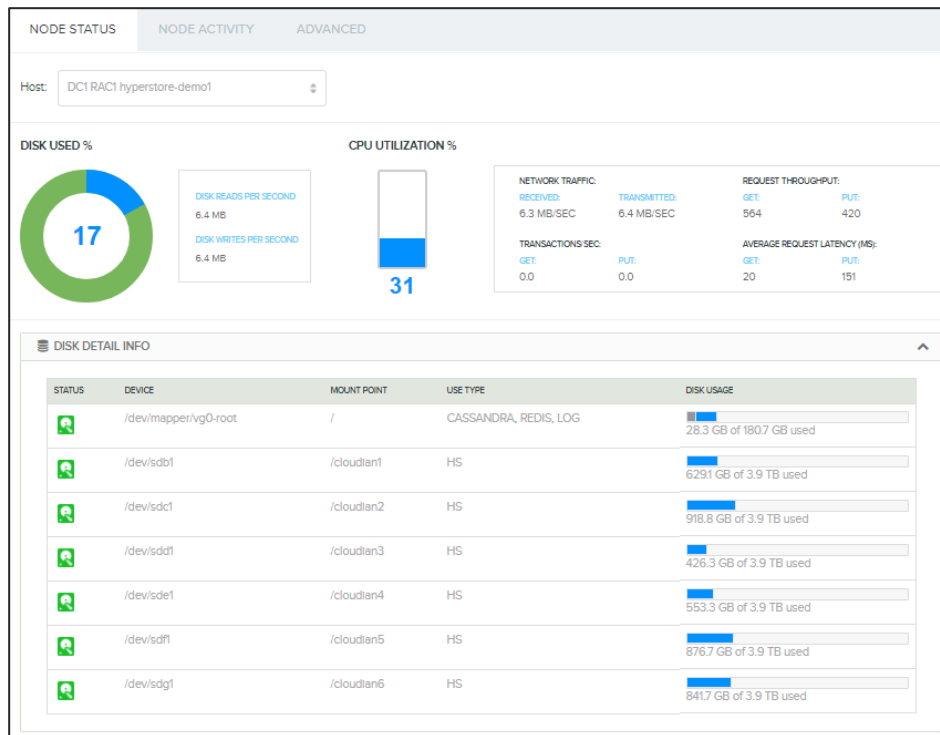 NODE STATUS NODE ACTIVITY ADVANCED
Host: DC1 RAC1 hyperstore-demo1
DISK USED % CPU UTILIZATION %
17
DISK READS PER SECOND
6.4 MB
DISK WRITES PER SECOND
6.4 MB
31
NETWORK TRAFFIC: REQUEST THROUGHPUT:
RECEIVED: TRANSMITTED: GET: PUT:
6.3 MB/SEC 6.4 MB/SEC 564 420
TRANSACTIONS/SEC: AVERAGE REQUEST LATENCY (MS):
GET: PUT: GET: PUT:
0.0 0.0 20 151
DISK DETAIL INFO
STATUS DEVICE MOUNT POINT USE TYPE DISK USAGE
/dev/mapper/vg0-root / CASSANDRA, REDIS, LOG
28.3 GB of 180.7 GB used
/dev/sdb1 /cloudian1 HS
629.1 GB of 3.9 TB used
/dev/sdc1 /cloudian2 HS
918.8 GB of 3.9 TB used
/dev/sdd1 /cloudian3 HS
426.3 GB of 3.9 TB used
/dev/sde1 /cloudian4 HS
553.3 GB of 3.9 TB used
/dev/sdf1 /cloudian5 HS
876.7 GB of 3.9 TB used
/dev/sdg1 /cloudian6 HS
841.7 GB of 3.9 TB used